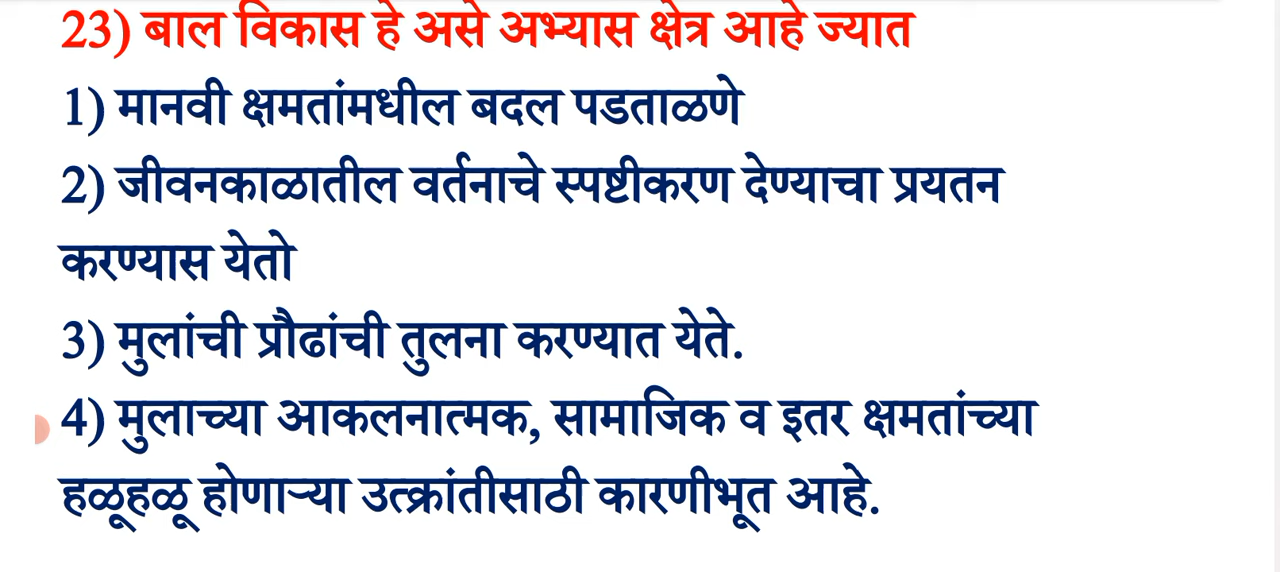 23) बाल विकास हे असे अभ्यास क्षेत्र आहे ज्यात
1) मानवी क्षमतांमधील बदल पडताळणे
2) जीवनकाळातील वर्तनाचे स्पष्टीकरण देण्याचा प्रयतन
करण्यास येतो
3) मुलांची प्रौढांची तुलना करण्यात येते.
4) मुलाच्या आकलनात्मक, सामाजिक व इतर क्षमतांच्या
हळूहळू होणाऱ्या उत्क्रांतीसाठी कारणीभूत आहे.